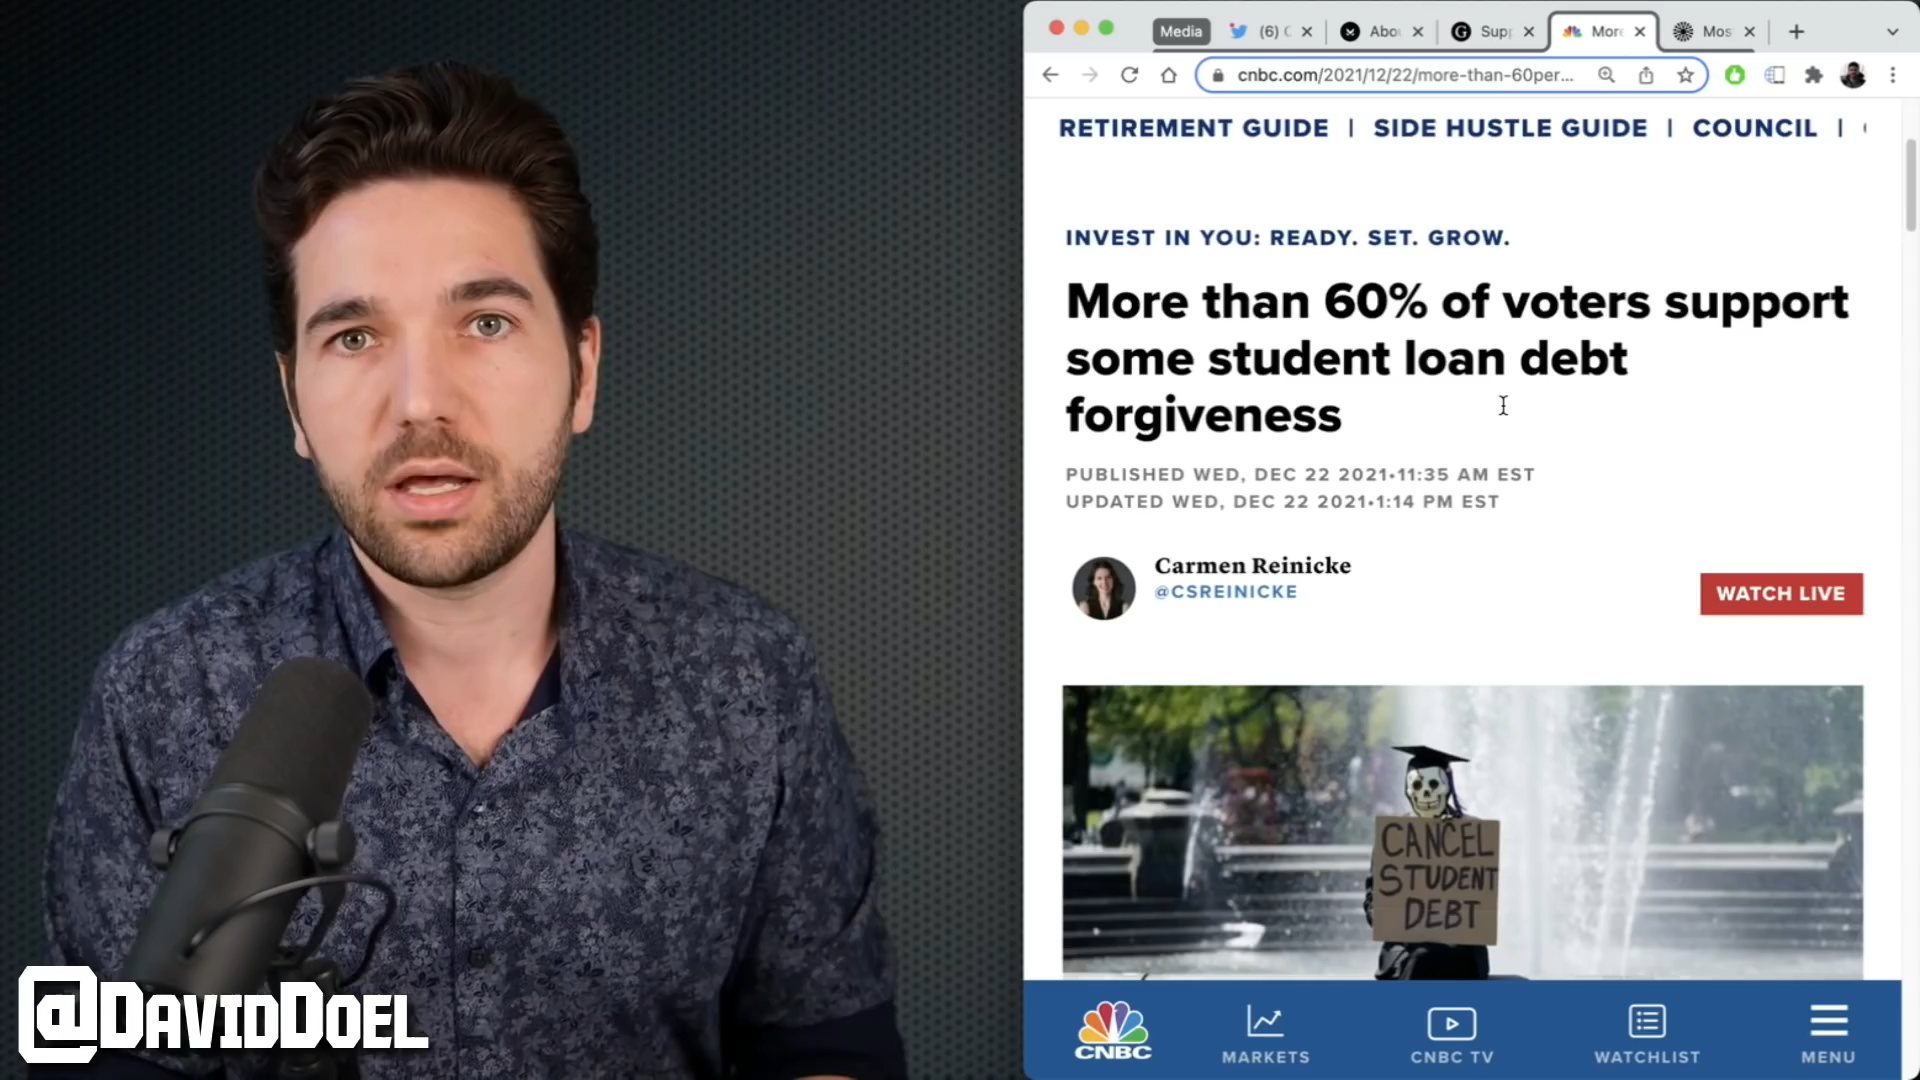 Media
(6)
Abo
Supp
More
Mos
cnbc.com/2021/12/22/more-than-60per...
RETIREMENT GUIDE | SIDE HUSTLE GUIDE | COUNCIL |
INVEST IN YOU: READY. SET. GROW.
More than 60% of voters support
some student loan debt
forgiveness
PUBLISHED WED, DEC 22 2021•11:35 AM EST
UPDATED WED, DEC 22 2021•1:14 PM EST
Carmen Reinicke
@CSREINICKE
WATCH LIVE
CANCEL
STUDENT
DEBT
@DAVIDDOEL
CNBC
MARKETS
CNBC TV
WATCHLIST
MENU